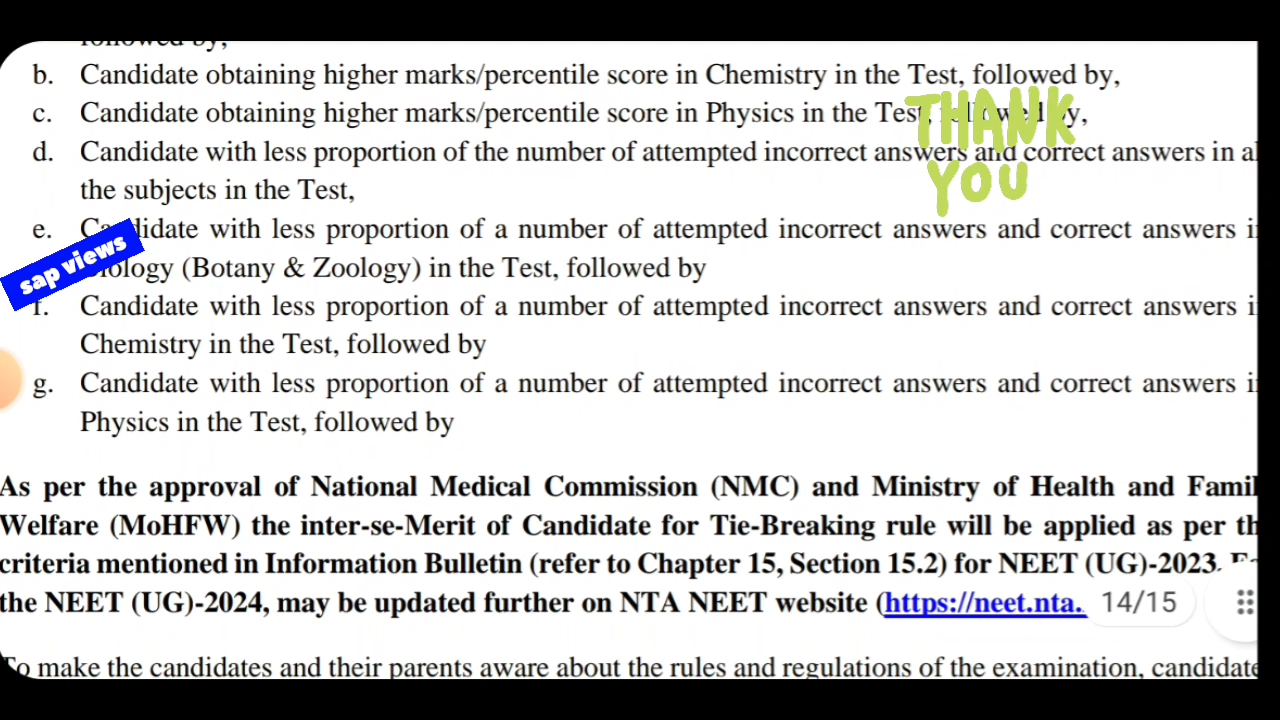 followed by,
b. Candidate obtaining higher marks/percentile score in Chemistry in the Test, followed by,
c. Candidate obtaining higher marks/percentile score in Physics in the Test, followed by,
THANK
YOU
d. Candidate with less proportion of the number of attempted incorrect answers and correct answers in al
the subjects in the Test,
e. Candidate with less proportion of a number of attempted incorrect answers and correct answers i
sap views
Biology (Botany & Zoology) in the Test, followed by
f. Candidate with less proportion of a number of attempted incorrect answers and correct answers i
Chemistry in the Test, followed by
g. Candidate with less proportion of a number of attempted incorrect answers and correct answers i
Physics in the Test, followed by
As per the approval of National Medical Commission (NMC) and Ministry of Health and Famil
Welfare (MoHFW) the inter-se-Merit of Candidate for Tie-Breaking rule will be applied as per th
criteria mentioned in Information Bulletin (refer to Chapter 15, Section 15.2) for NEET (UG)-2023.
the NEET (UG)-2024, may be updated further on NTA NEET website (https://neet.nta.
14/15
To make the candidates and their parents aware about the rules and regulations of the examination, candidate